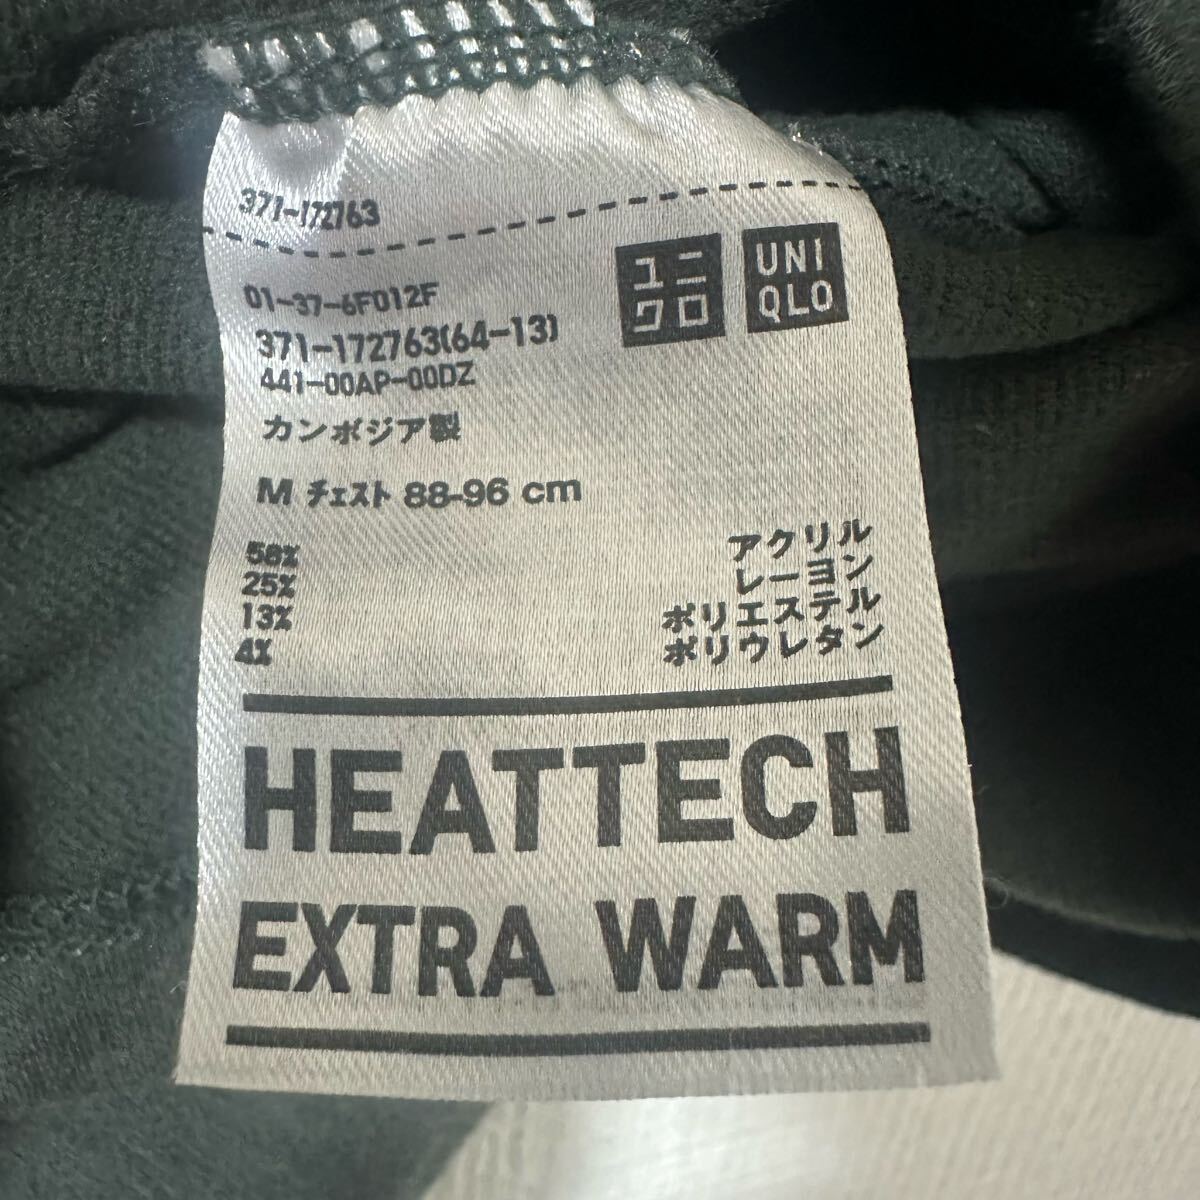 371-172763
ユニ
クロ
UNI
QLO
01-37-6F012F
371-172763(64-13)
441-00AP-00DZ
カンボジア製
M チェスト 88-96 cm
58% アクリル
25% レーヨン
13% ポリエステル
4% ポリウレタン
HEATTECH
EXTRA WARM